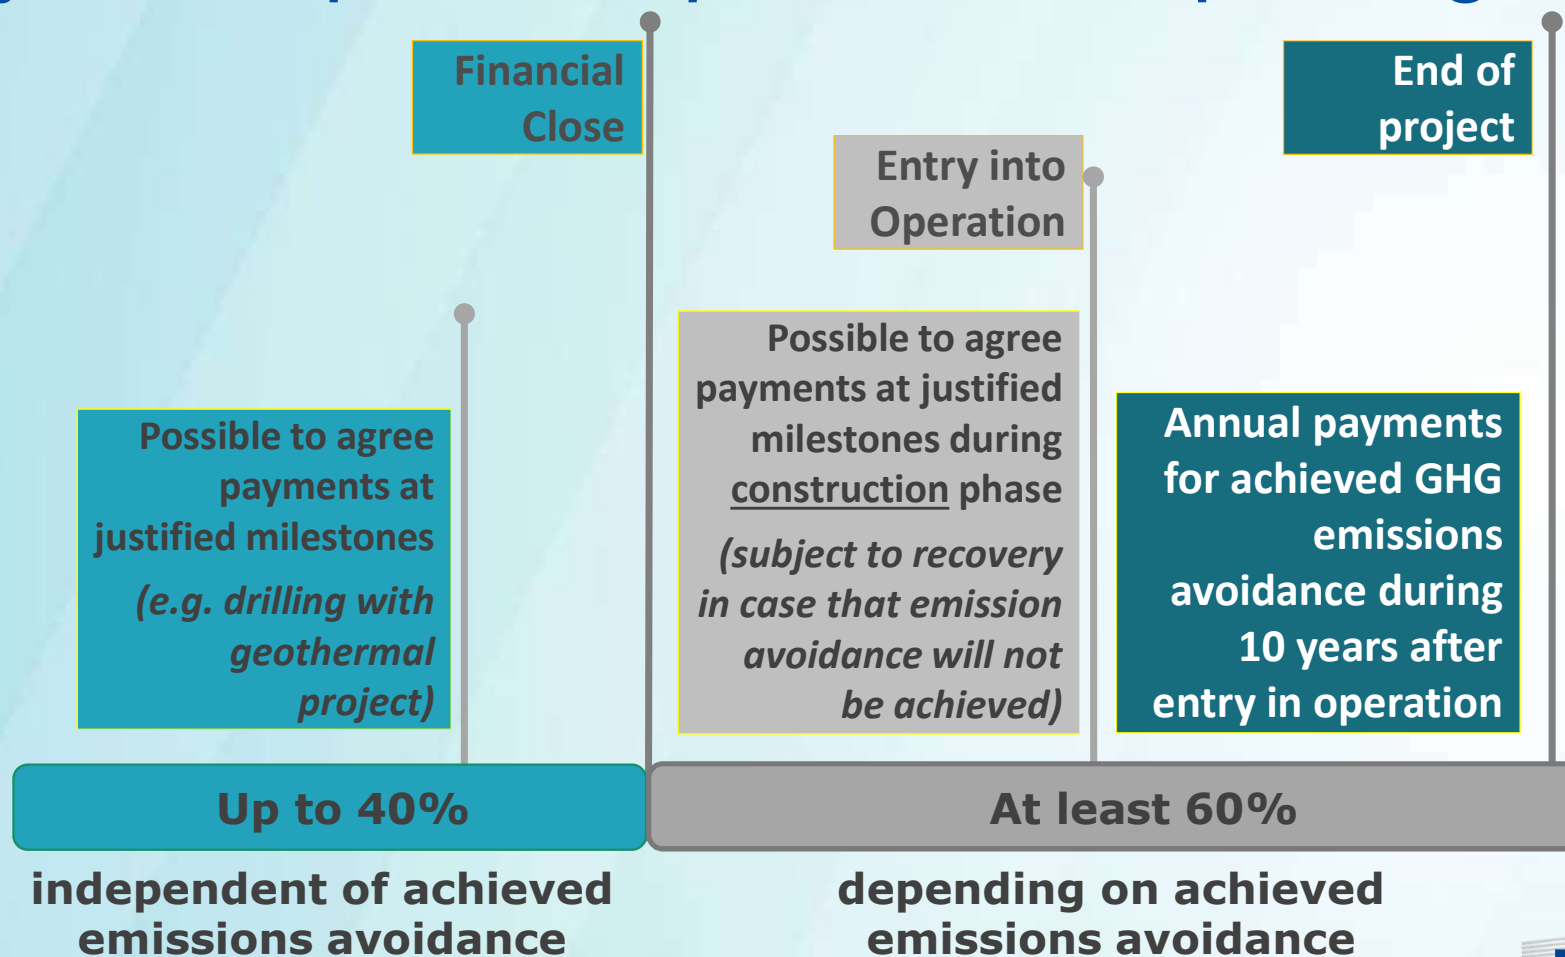 Financial
Close
End of
project
Entry into
Operation
Possible to agree
payments at
justified milestones
(e.g. drilling with
geothermal
project)
Possible to agree
payments at justified
milestones during
construction phase
(subject to recovery
in case that emission
avoidance will not
be achieved)
Annual payments
for achieved GHG
emissions
avoidance during
10 years after
entry in operation
Up to 40%
At least 60%
independent of achieved
emissions avoidance
depending on achieved
emissions avoidance